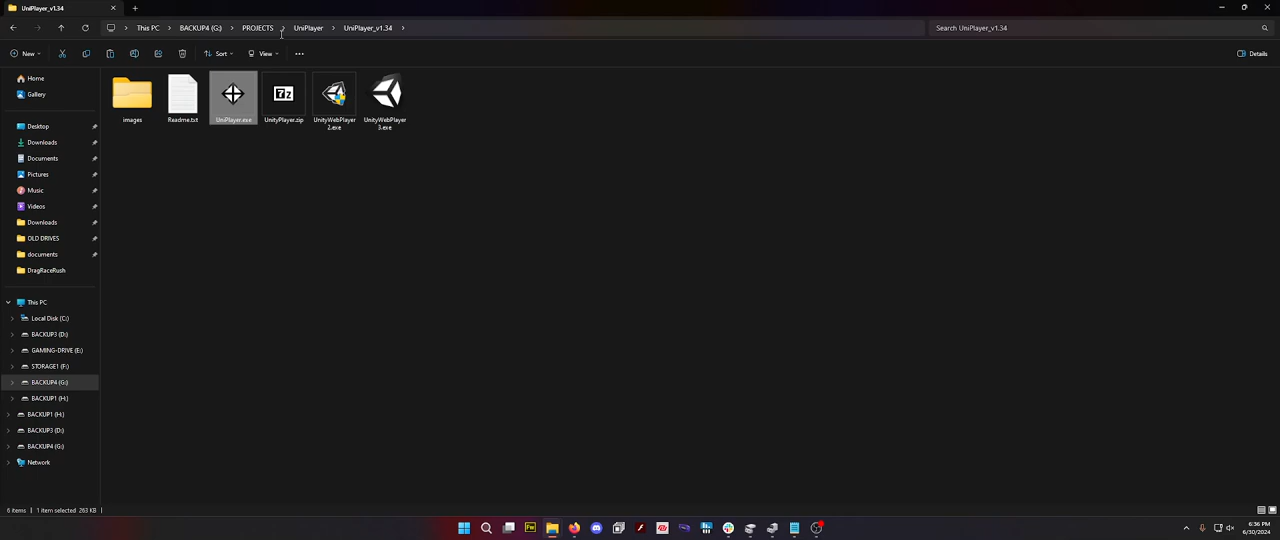 UniPlayer_v1.34
This PC > BACKUP4 (G:) > PROJECTS > UniPlayer > UniPlayer_v1.34 >
Search UniPlayer_v1.34
New
Sort
View
Details
Home
Gallery
Desktop
Downloads
Documents
Pictures
Music
Videos
Downloads
OLD DRIVES
documents
DragRaceRush
This PC
Local Disk (C:)
BACKUP3 (D:)
GAMING-DRIVE (E:)
STORAGE1 (F:)
BACKUP4 (G:)
BACKUP1 (H:)
BACKUP1 (H:)
BACKUP3 (D:)
BACKUP4 (G:)
Network
images
Readme.txt
UniPlayer.exe
7z
UnityPlayer.zip
UnityWebPlayer
2.exe
UnityWebPlayer
3.exe
6 items
1 item selected 263 KB
Fw
6:36 PM
6/30/2024